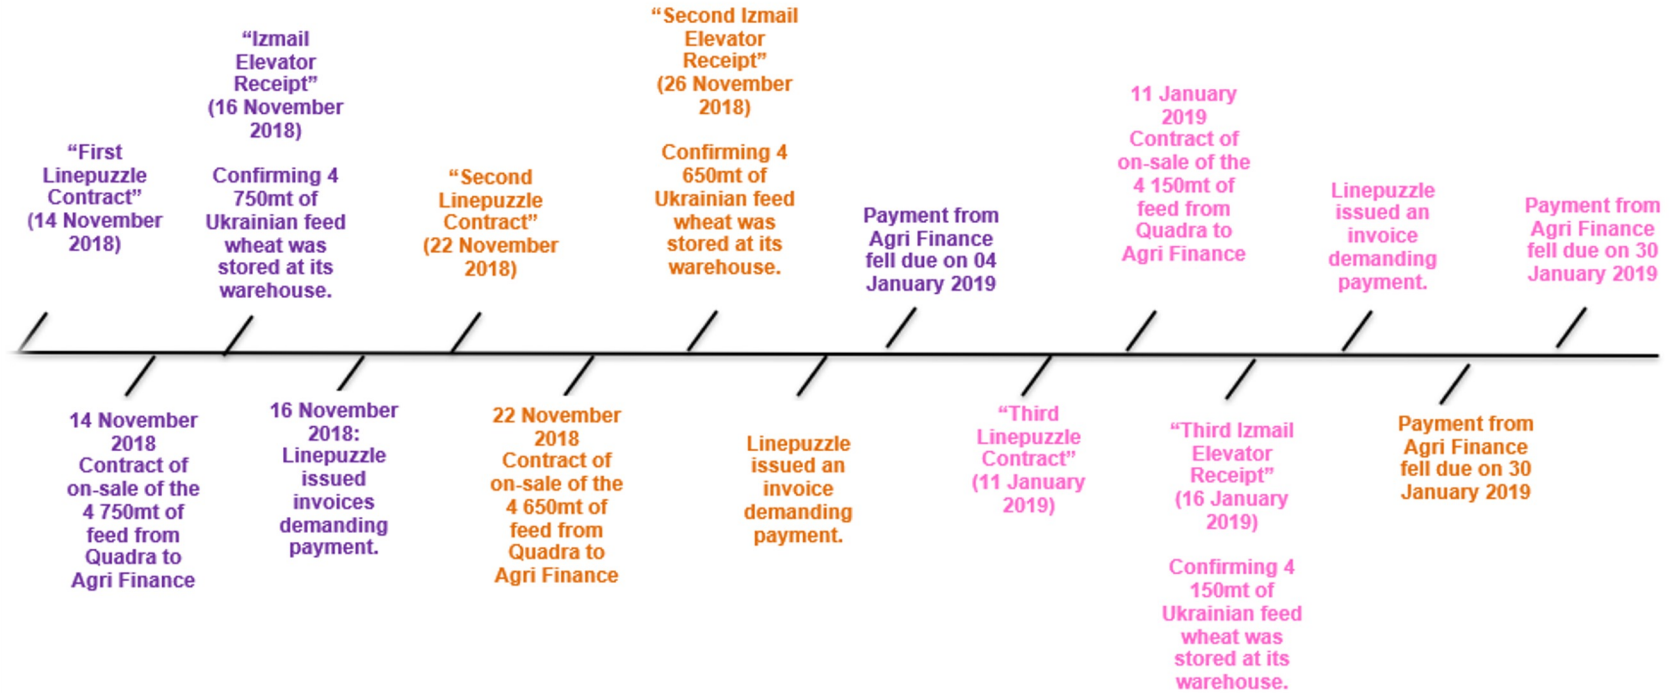 “First
Linepuzzle
Contract”
(14 November
2018)
14 November
2018
Contract of
on-sale of the
4 750mt of
feed from
Quadra to
Agri Finance
“Izmail
Elevator
Receipt”
(16 November
2018)
Confirming 4
750mt of
Ukrainian feed
wheat was
stored at its
warehouse.
16 November
2018:
Linepuzzle
issued
invoices
demanding
payment.
“Second
Linepuzzle
Contract”
(22 November
2018)
22 November
2018
Contract of
on-sale of the
4 650mt of
feed from
Quadra to
Agri Finance
“Second Izmail
Elevator
Receipt”
(26 November
2018)
Confirming 4
650mt of
Ukrainian feed
wheat was
stored at its
warehouse.
Linepuzzle
issued an
invoice
demanding
payment.
Payment from
Agri Finance
fell due on 04
January 2019
“Third
Linepuzzle
Contract”
(11 January
2019)
11 January
2019
Contract of
on-sale of the
4 150mt of
feed from
Quadra to
Agri Finance
“Third Izmail
Elevator
Receipt”
(16 January
2019)
Confirming 4
150mt of
Ukrainian feed
wheat was
stored at its
warehouse.
Linepuzzle
issued an
invoice
demanding
payment.
Payment from
Agri Finance
fell due on 30
January 2019
Payment from
Agri Finance
fell due on 30
January 2019